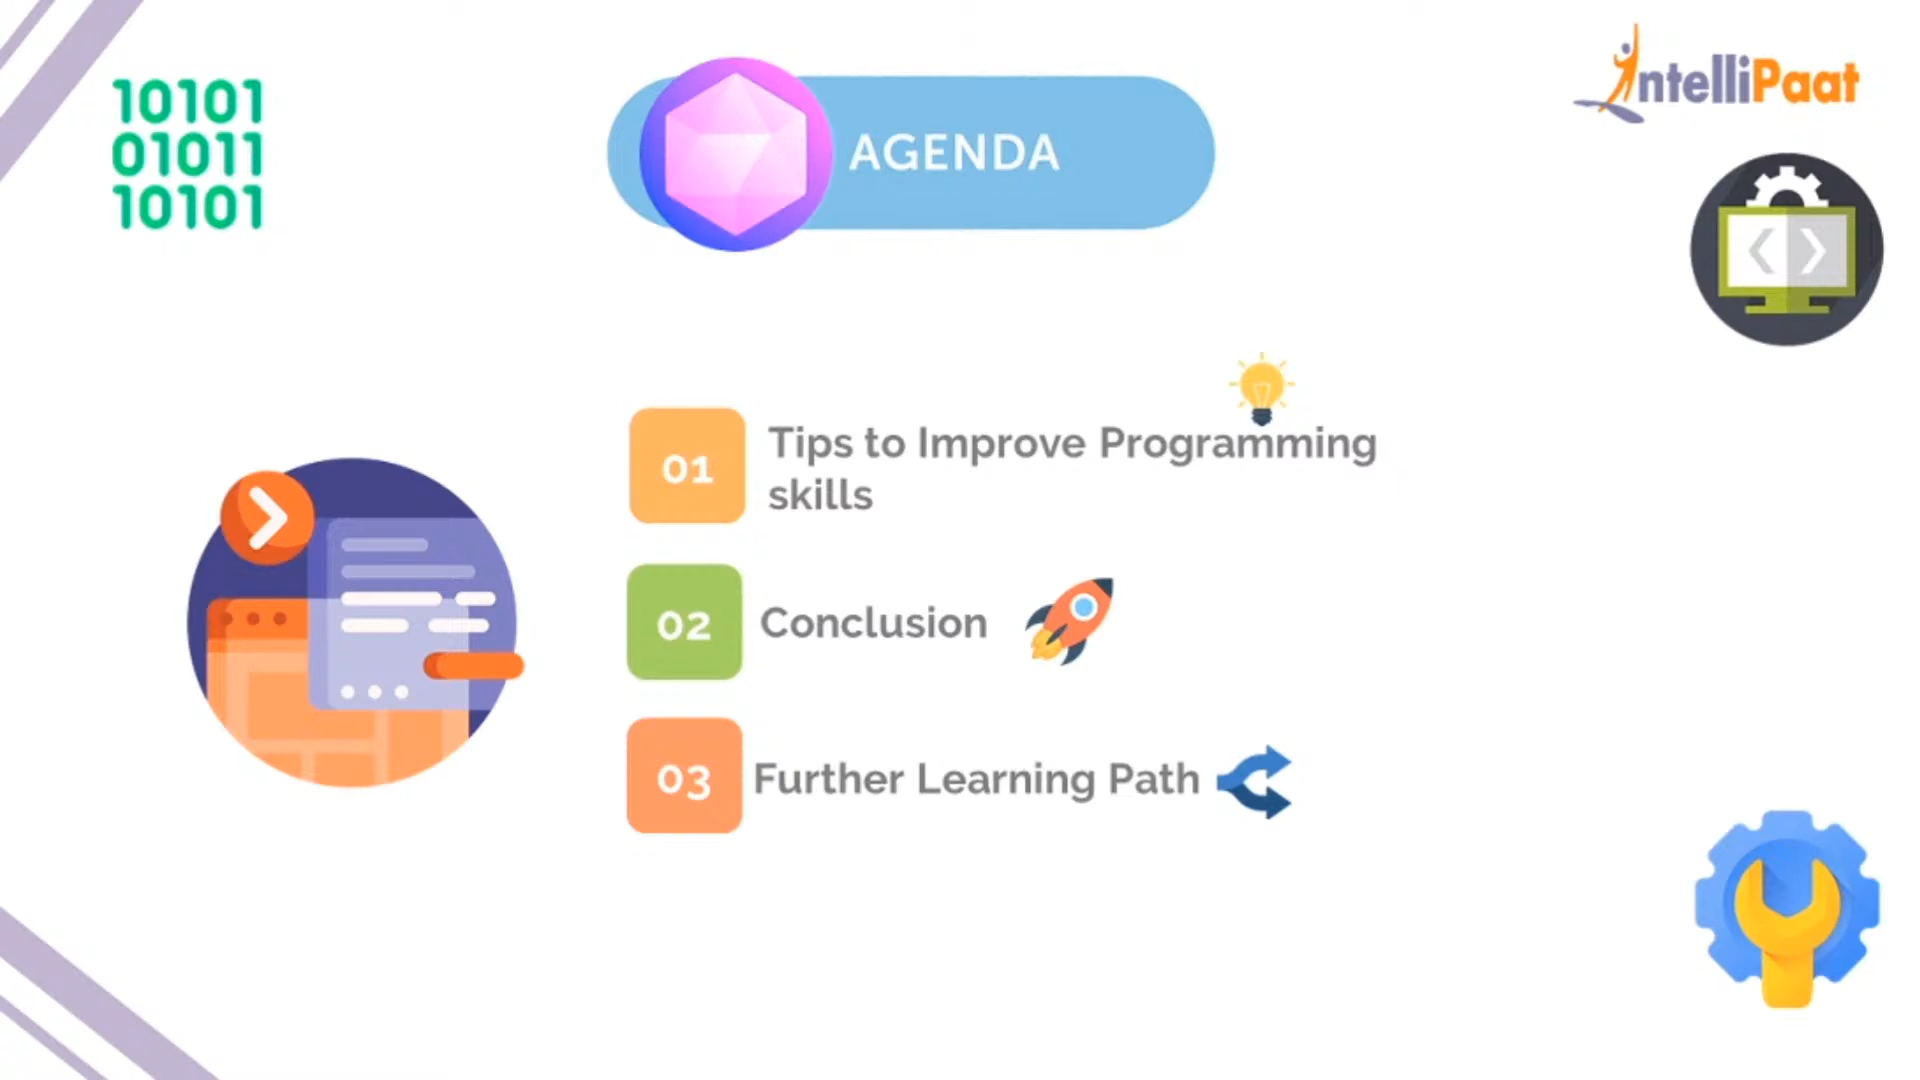 10101
01011
10101
AGENDA
IntelliPaat
01
Tips to Improve Programming
skills
02
Conclusion
03
Further Learning Path